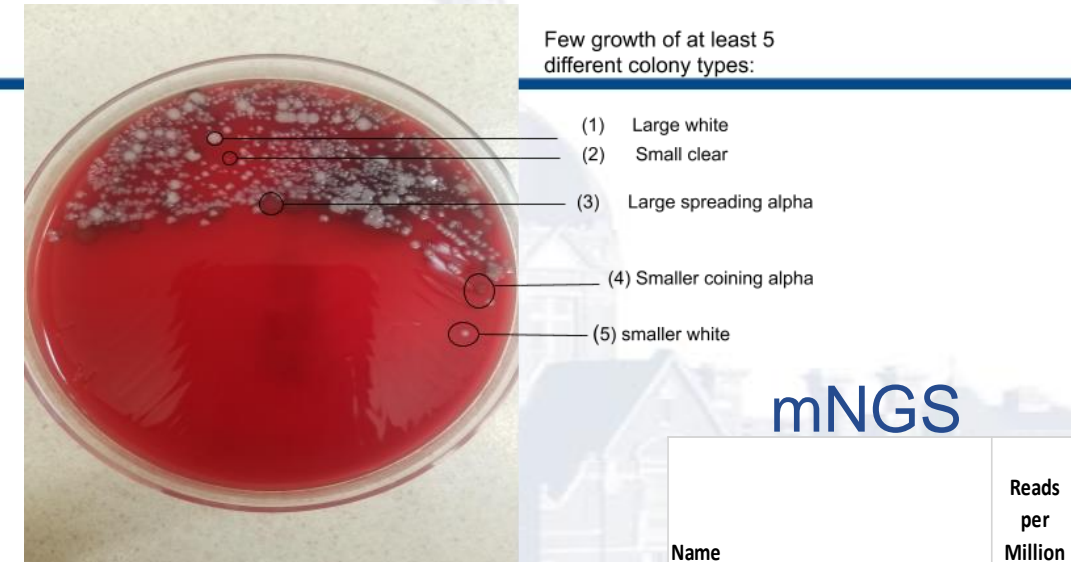 Few growth of at least 5
different colony types:
(1) Large white
(2) Small clear
(3) Large spreading alpha
(4) Smaller coining alpha
(5) smaller white
mNGS
Name
Reads
per
Million